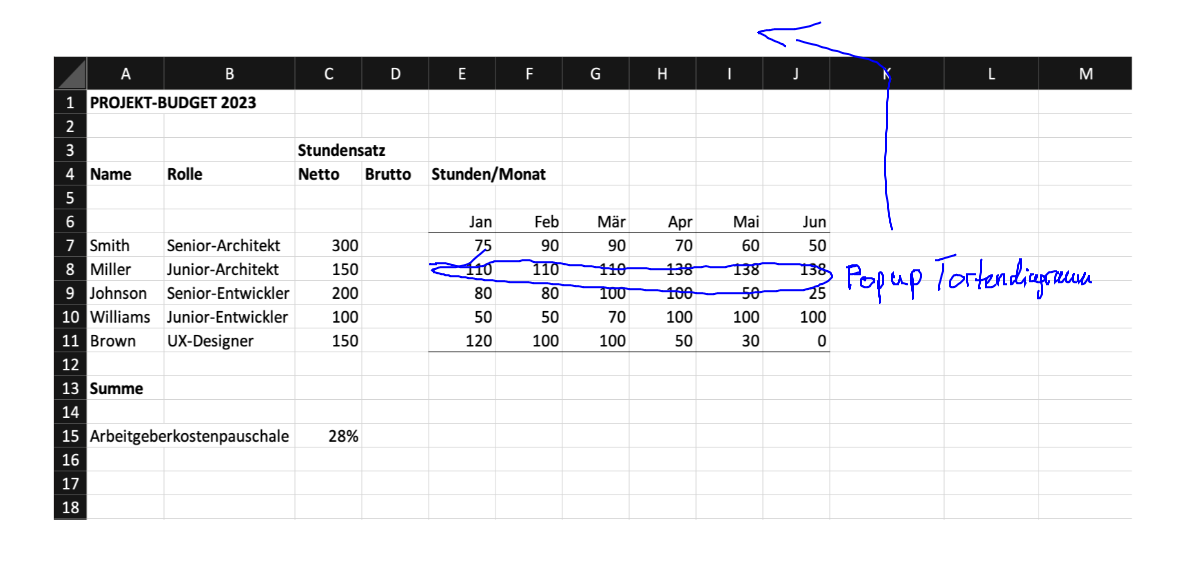 A B C D E F G H I J K L M
1 PROJEKT-BUDGET 2023
2
3 Stundensatz
4 Name Rolle Netto Brutto Stunden/Monat
5
6 Jan Feb Mär Apr Mai Jun
7 Smith Senior-Architekt 300 75 90 90 70 60 50
8 Miller Junior-Architekt 150 110 110 110 138 138 138
Popup Tortendiagramm
9 Johnson Senior-Entwickler 200 80 80 100 100 50 25
10 Williams Junior-Entwickler 100 50 50 70 100 100 100
11 Brown UX-Designer 150 120 100 100 50 30 0
12
13 Summe
14
15 Arbeitgeberkostenpauschale 28%
16
17
18